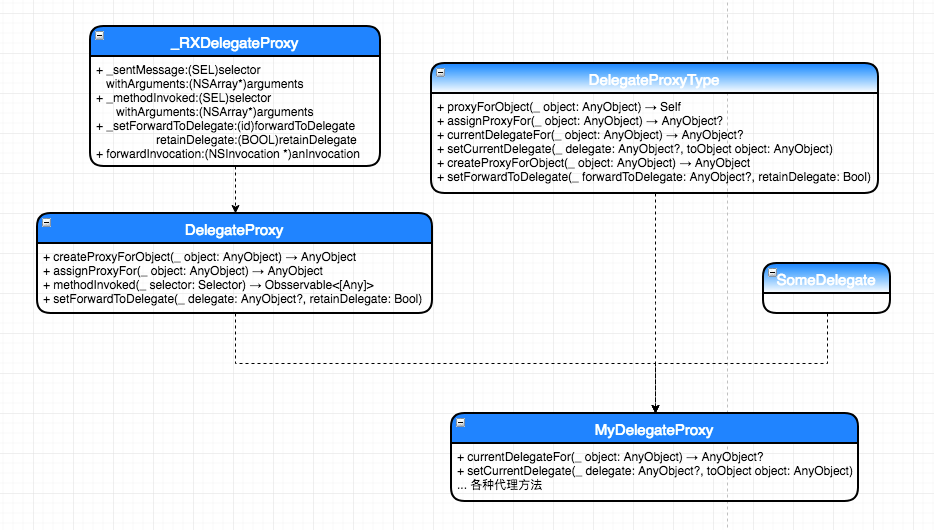 _RXDelegateProxy
+ _sentMessage:(SEL)selector
withArguments:(NSArray*)arguments
+ _methodInvoked:(SEL)selector
withArguments:(NSArray*)arguments
+ _setForwardToDelegate:(id)forwardToDelegate
retainDelegate:(BOOL)retainDelegate
+ forwardInvocation:(NSInvocation *)anInvocation
DelegateProxyType
+ proxyForObject(_ object: AnyObject) → Self
+ assignProxyFor(_ object: AnyObject) → AnyObject?
+ currentDelegateFor(_ object: AnyObject) → AnyObject?
+ setCurrentDelegate(_ delegate: AnyObject?, toObject object: AnyObject)
+ createProxyForObject(_ object: AnyObject) → AnyObject
+ setForwardToDelegate(_ forwardToDelegate: AnyObject?, retainDelegate: Bool)
DelegateProxy
+ createProxyForObject(_ object: AnyObject) → AnyObject
+ assignProxyFor(_ object: AnyObject) → AnyObject
+ methodInvoked(_ selector: Selector) → Obsservable<[Any]>
+ setForwardToDelegate(_ delegate: AnyObject?, retainDelegate: Bool)
SomeDelegate
MyDelegateProxy
+ currentDelegateFor(_ object: AnyObject) → AnyObject?
+ setCurrentDelegate(_ delegate: AnyObject?, toObject object: AnyObject)
... 各种代理方法